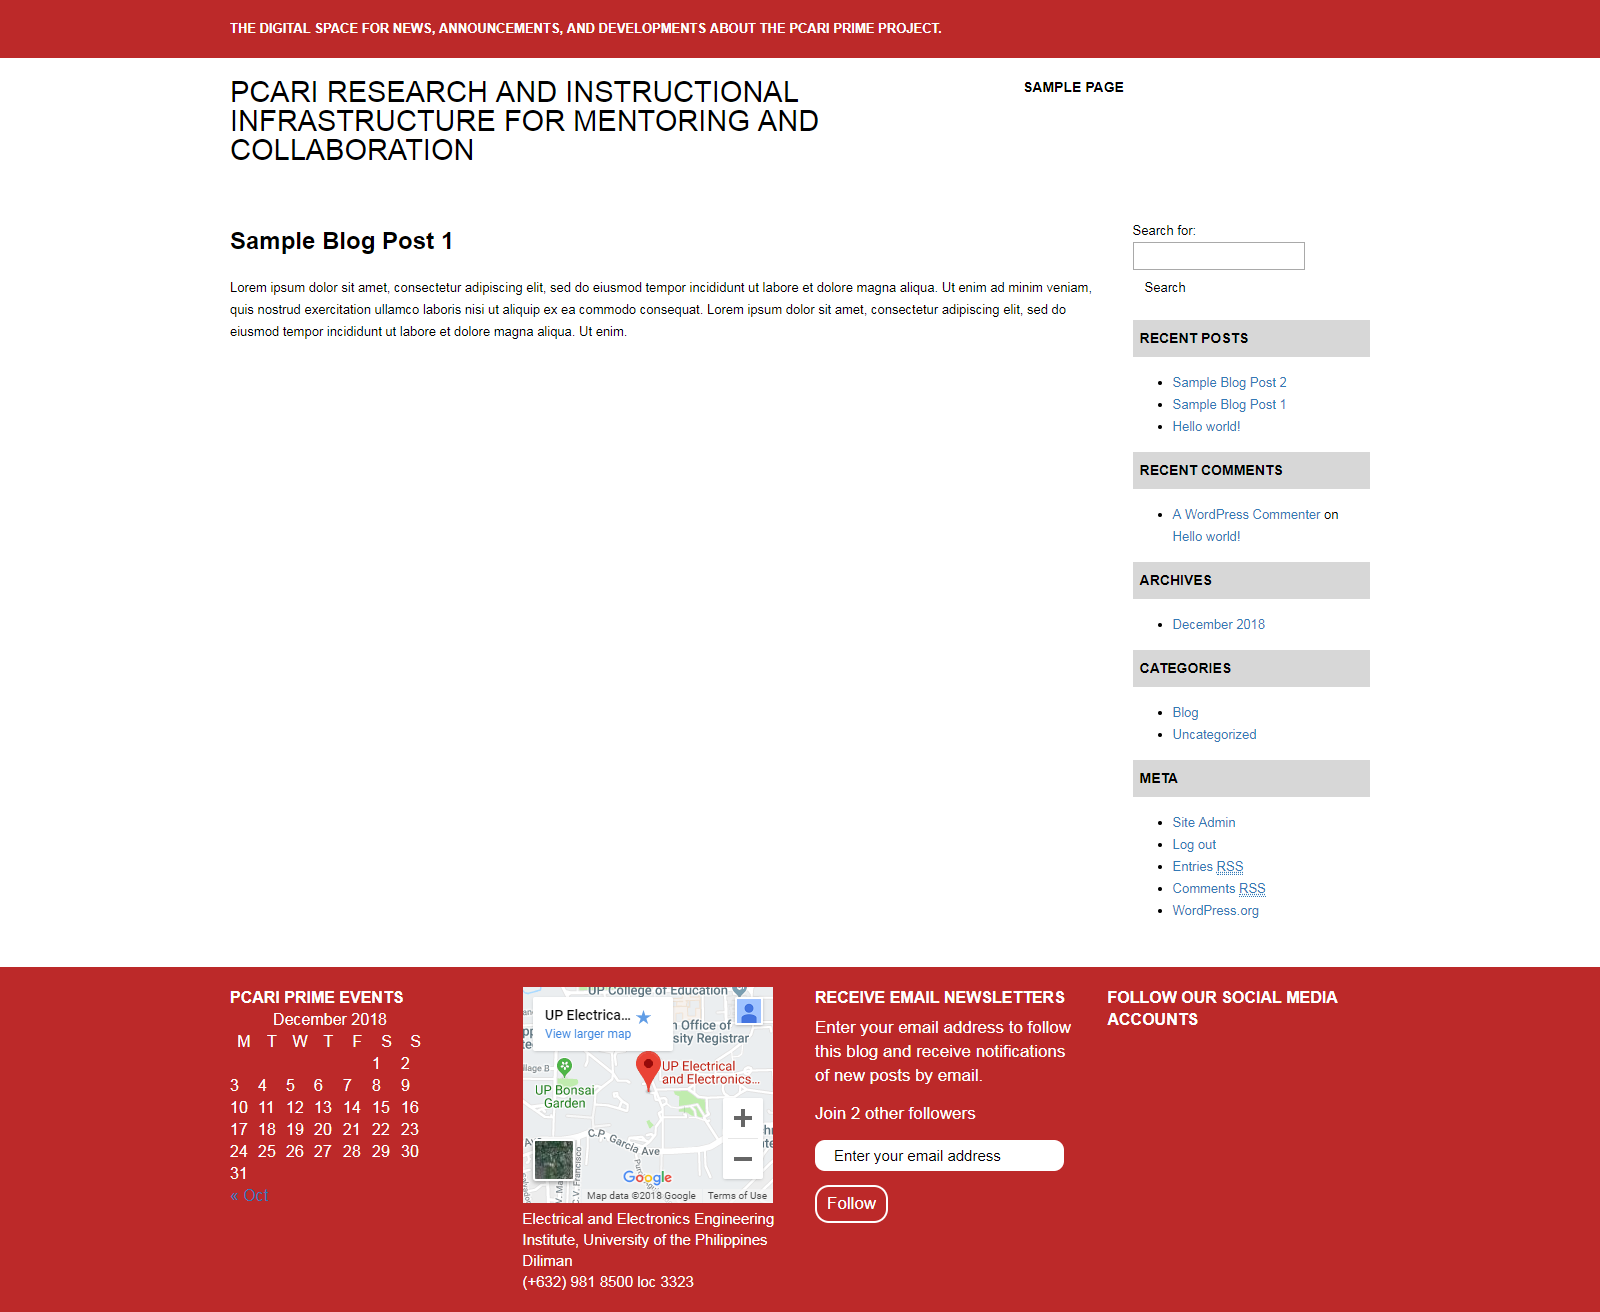 THE DIGITAL SPACE FOR NEWS, ANNOUNCEMENTS, AND DEVELOPMENTS ABOUT THE PCARI PRIME PROJECT.
PCARI RESEARCH AND INSTRUCTIONAL
INFRASTRUCTURE FOR MENTORING AND
COLLABORATION
SAMPLE PAGE
Sample Blog Post 1
Lorem ipsum dolor sit amet, consectetur adipiscing elit, sed do eiusmod tempor incididunt ut labore et dolore magna aliqua. Ut enim ad minim veniam,
quis nostrud exercitation ullamco laboris nisi ut aliquip ex ea commodo consequat. Lorem ipsum dolor sit amet, consectetur adipiscing elit, sed do
eiusmod tempor incididunt ut labore et dolore magna aliqua. Ut enim.
Search for:
Search
RECENT POSTS
Sample Blog Post 2
Sample Blog Post 1
Hello world!
RECENT COMMENTS
A WordPress Commenter on
Hello world!
ARCHIVES
December 2018
CATEGORIES
Blog
Uncategorized
META
Site Admin
Log out
Entries RSS
Comments RSS
WordPress.org
PCARI PRIME EVENTS
December 2018
M T W T F S S
1 2
3 4 5 6 7 8 9
10 11 12 13 14 15 16
17 18 19 20 21 22 23
24 25 26 27 28 29 30
31
« Oct
UP College of Education
UP Electrica...
View larger map
Office of
sity Registrar
UP Electrical
and Electronics...
UP Bonsai
Garden
C.P. Garcia Ave
Google
Map data ©2018 Google
Terms of Use
Electrical and Electronics Engineering
Institute, University of the Philippines
Diliman
(+632) 981 8500 loc 3323
RECEIVE EMAIL NEWSLETTERS
Enter your email address to follow
this blog and receive notifications
of new posts by email.
Join 2 other followers
Enter your email address
Follow
FOLLOW OUR SOCIAL MEDIA
ACCOUNTS